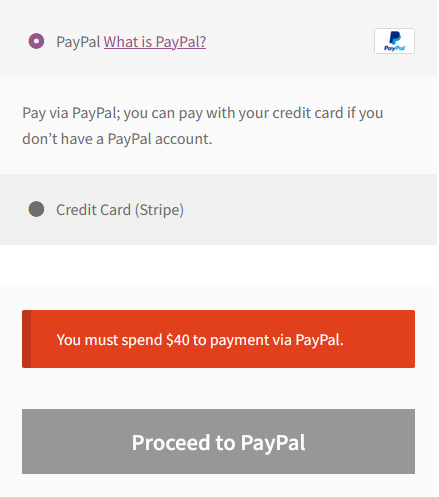 PayPal What is PayPal?
PayPal
Pay via PayPal; you can pay with your credit card if you
don’t have a PayPal account.
Credit Card (Stripe)
You must spend $40 to payment via PayPal.
Proceed to PayPal